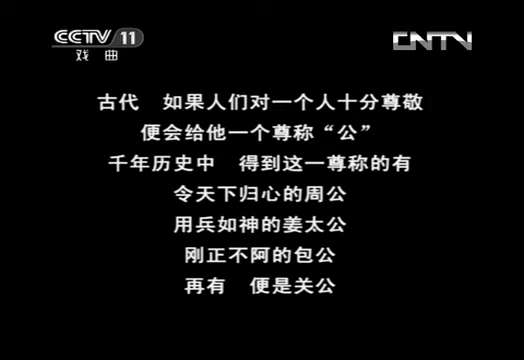 CCTV 11 CNTV
戏曲
古代 如果人们对一个人十分尊敬
便会给他一个尊称“公”
千年历史中 得到这一尊称的有
令天下归心的周公
用兵如神的姜太公
刚正不阿的包公
再有 便是关公